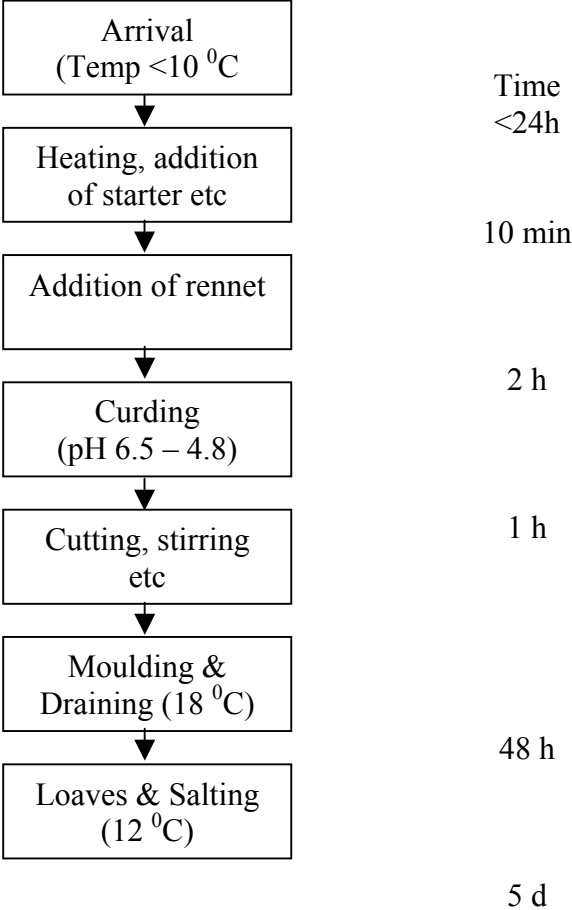 Arrival
(Temp <10 ⁰C
Time
<24h
Heating, addition
of starter etc
10 min
Addition of rennet
2 h
Curding
(pH 6.5 – 4.8)
1 h
Cutting, stirring
etc
Moulding &
Draining (18 ⁰C)
48 h
Loaves & Salting
(12 ⁰C)
5 d